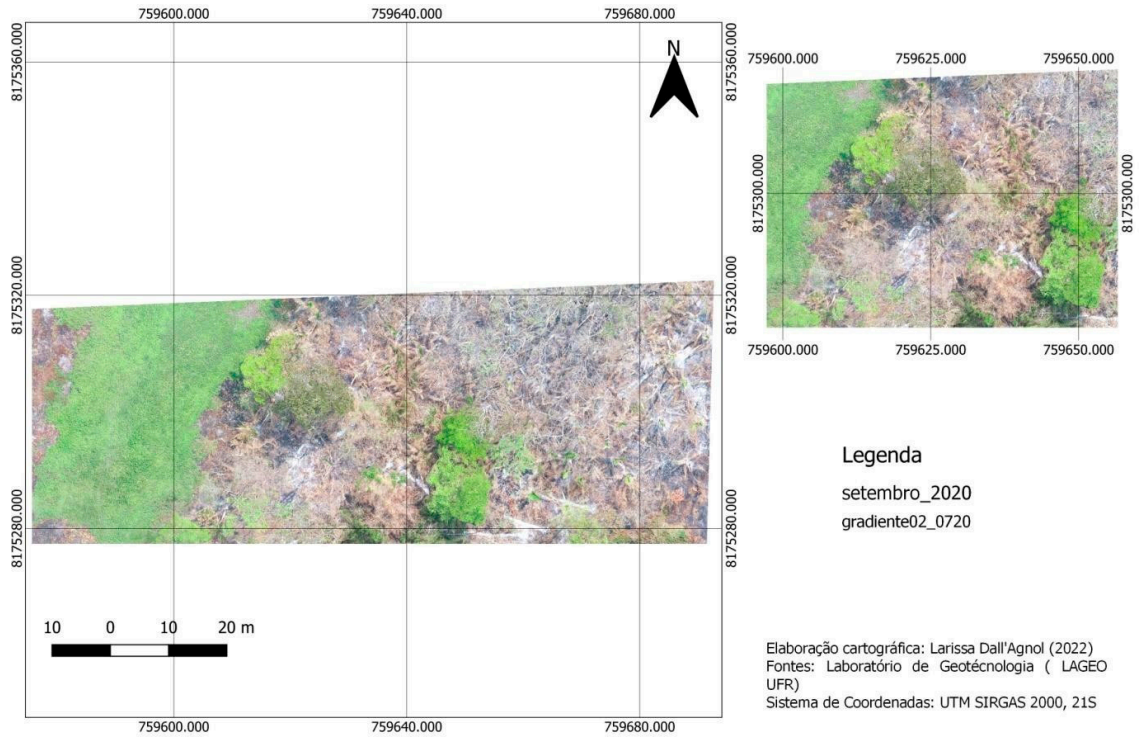 759600.000 759640.000 759680.000
8175360.000 8175360.000
N
8175320.000 8175320.000
8175280.000 8175280.000
10 0 10 20 m
759600.000 759640.000 759680.000
759600.000 759625.000 759650.000
8175300.000 8175300.000
759600.000 759625.000 759650.000
Legenda
setembro_2020
gradiente02_0720
Elaboração cartográfica: Larissa Dall'Agnol (2022)
Fontes: Laboratório de Geotécnologia ( LAGEO
UFR)
Sistema de Coordenadas: UTM SIRGAS 2000, 21S